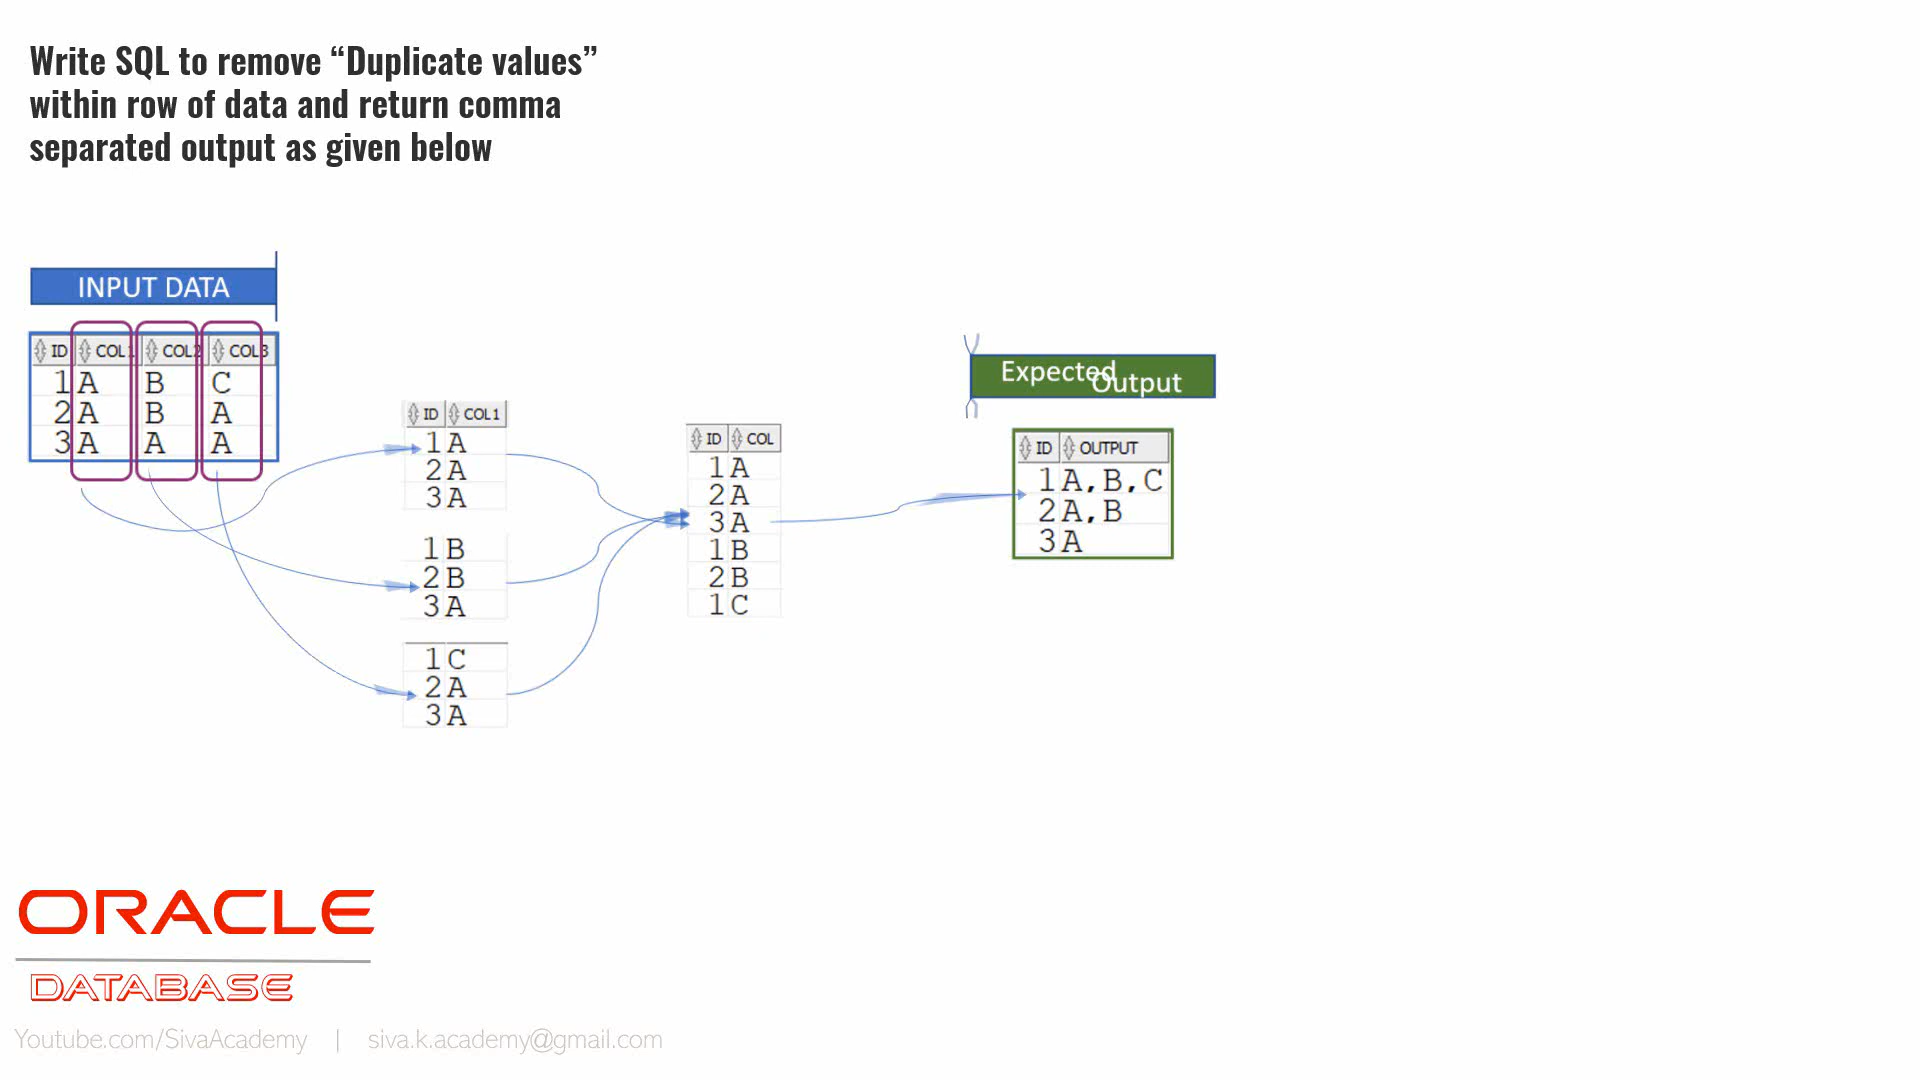 Write SQL to remove “Duplicate values”
within row of data and return comma
separated output as given below
INPUT DATA
ID COL1 COL2 COL3
1 A B C
2 A B A
3 A A A
ID COL1
1 A
2 A
3 A
1 B
2 B
3 A
1 C
2 A
3 A
ID COL
1 A
2 A
3 A
1 B
2 B
1 C
Expected Output
ID OUTPUT
1 A,B,C
2 A,B
3 A
ORACLE
DATABASE
Youtube.com/SivaAcademy | siva.k.academy@gmail.com